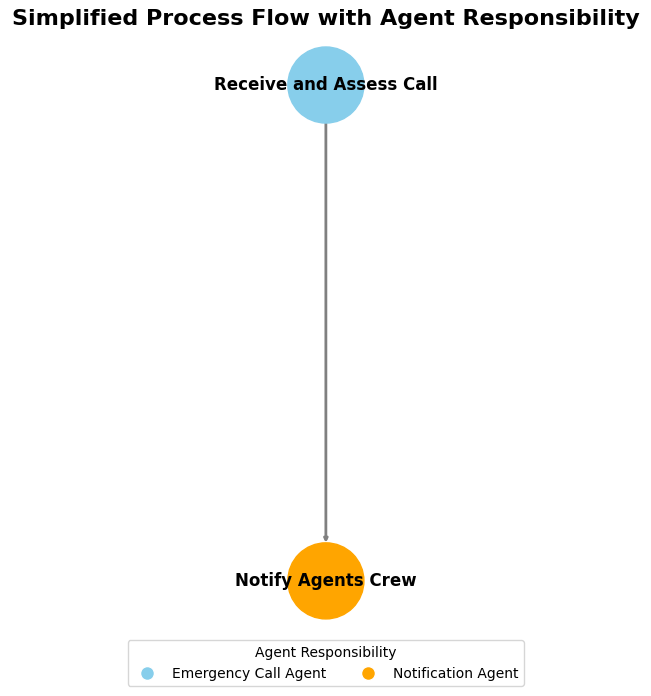 Simplified Process Flow with Agent Responsibility
Receive and Assess Call
Notify Agents Crew
Agent Responsibility
Emergency Call Agent Notification Agent